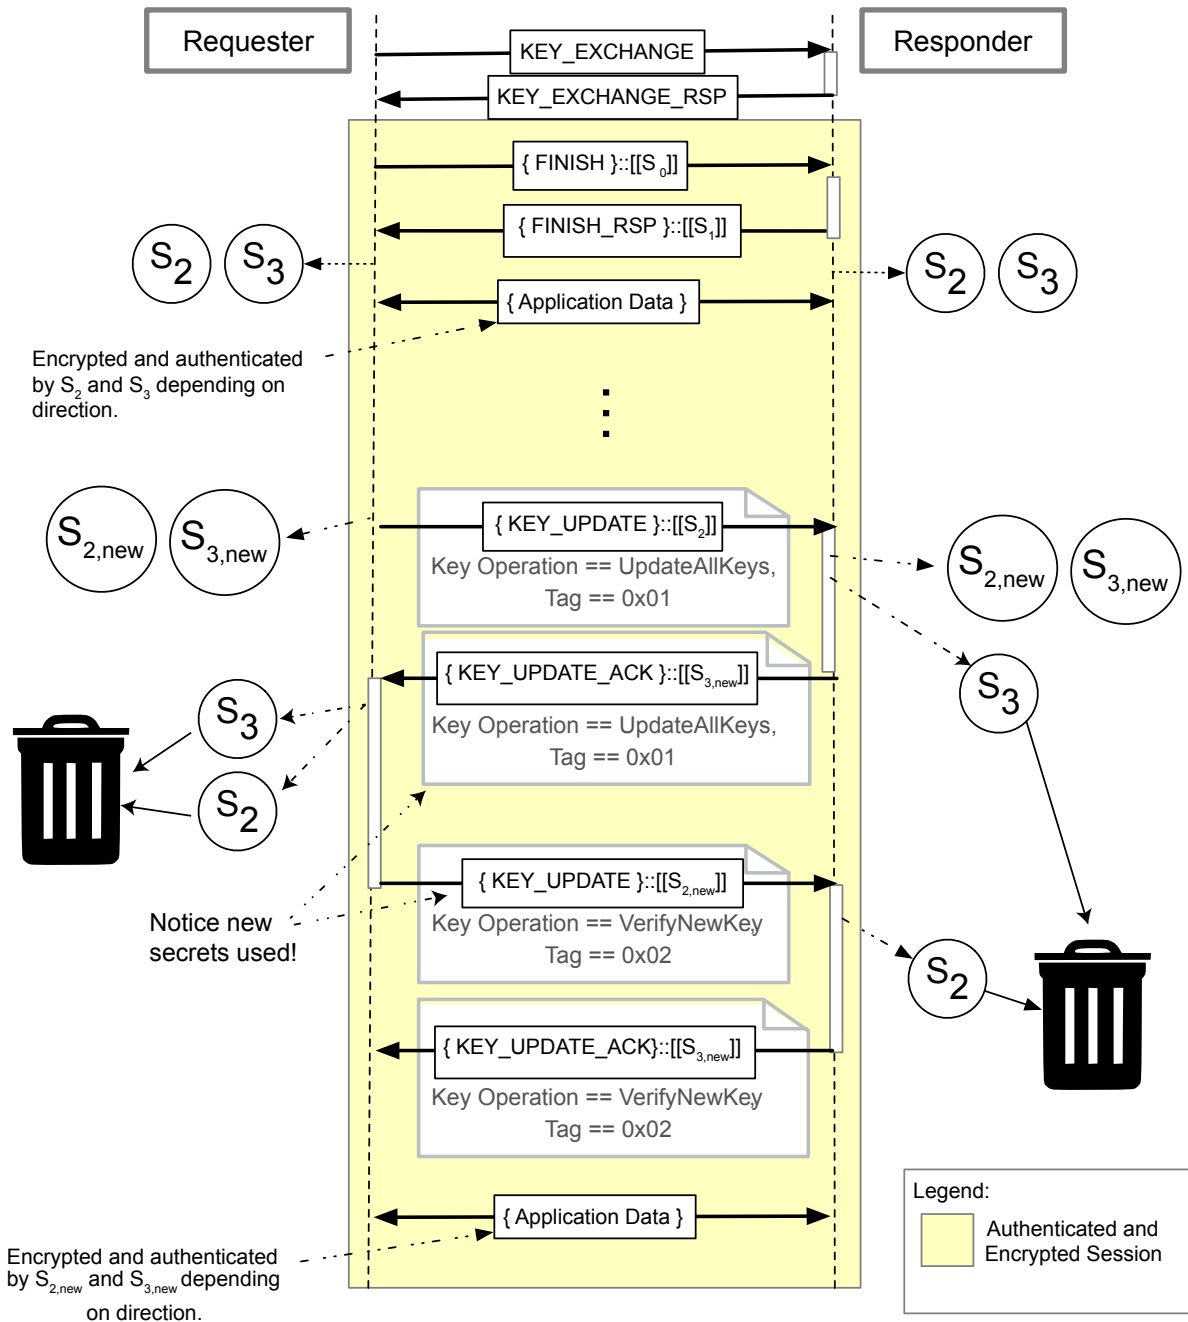 Requester
Responder
KEY_EXCHANGE
KEY_EXCHANGE_RSP
{ FINISH }::[[S0]]
{ FINISH_RSP }::[[S1]]
S2
S3
S2
S3
{ Application Data }
Encrypted and authenticated
by S2 and S3 depending on
direction.
S2,new
S3,new
{ KEY_UPDATE }::[[S2]]
Key Operation == UpdateAllKeys,
Tag == 0x01
S2,new
S3,new
{ KEY_UPDATE_ACK }::[[S3,new]]
Key Operation == UpdateAllKeys,
Tag == 0x01
S3
S2
S3
{ KEY_UPDATE }::[[S2,new]]
Key Operation == VerifyNewKey,
Tag == 0x02
Notice new
secrets used!
S2
{ KEY_UPDATE_ACK}::[[S3,new]]
Key Operation == VerifyNewKey,
Tag == 0x02
{ Application Data }
Encrypted and authenticated
by S2,new and S3,new depending
on direction.
Legend:
Authenticated and
Encrypted Session